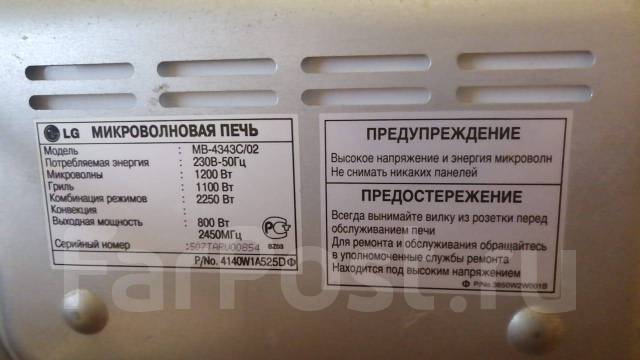 LG МИКРОВОЛНОВАЯ ПЕЧЬ
Модель : MB-4343C/02
Потребляемая энергия : 230В-50Гц
Микроволны : 1200 Вт
Гриль : 1100 Вт
Комбинация режимов : 2250 Вт
Конвекция :
Выходная мощность : 800 Вт
2450МГц
Серийный номер : 507TARU00854
P/No. 4140W1A525D Ф
ПРЕДУПРЕЖДЕНИЕ
Высокое напряжение и энергия микроволн
Не снимать никаких панелей
ПРЕДОСТЕРЕЖЕНИЕ
Всегда вынимайте вилку из розетки перед
обслуживанием печи
Для ремонта и обслуживания обращайтесь
в уполномоченные службы ремонта
Находится под высоким напряжением
Ф P/No.3850W2W001B
FarPost.ru